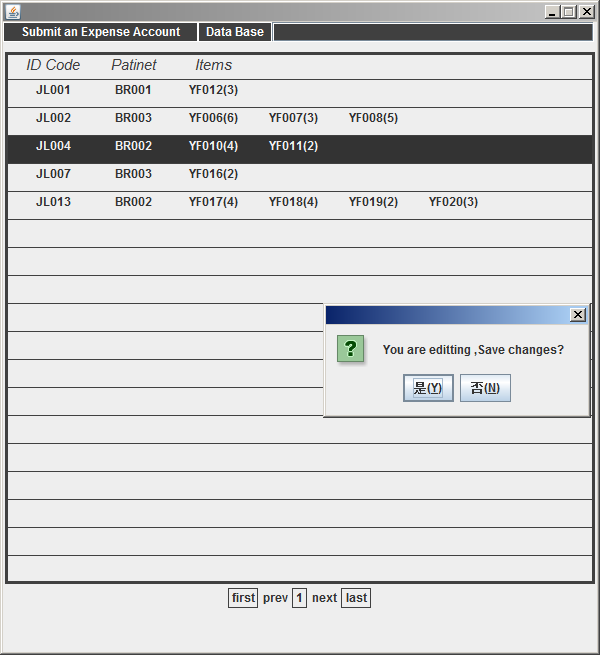 Submit an Expense Account Data Base
ID Code Patinet Items
JL001 BR001 YF012(3)
JL002 BR003 YF006(6) YF007(3) YF008(5)
JL004 BR002 YF010(4) YF011(2)
JL007 BR003 YF016(2)
JL013 BR002 YF017(4) YF018(4) YF019(2) YF020(3)
? You are editting ,Save changes?
是(Y) 否(N)
first prev 1 next last